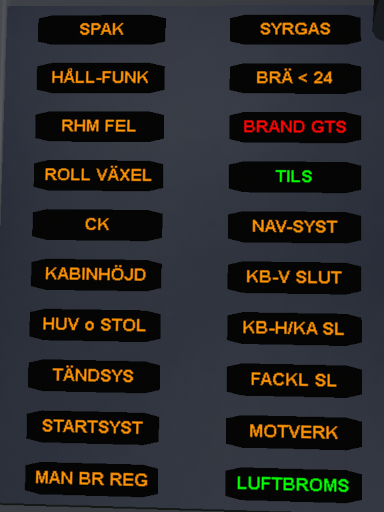 SPAK SYRGAS
HÅLL-FUNK BRÄ < 24
RHM FEL BRAND GTS
ROLL VÄXEL TILS
CK NAV-SYST
KABINHÖJD KB-V SLUT
HUV o STOL KB-H/KA SL
TÄNDSYS FACKL SL
STARTSYST MOTVERK
MAN BR REG LUFTBROMS